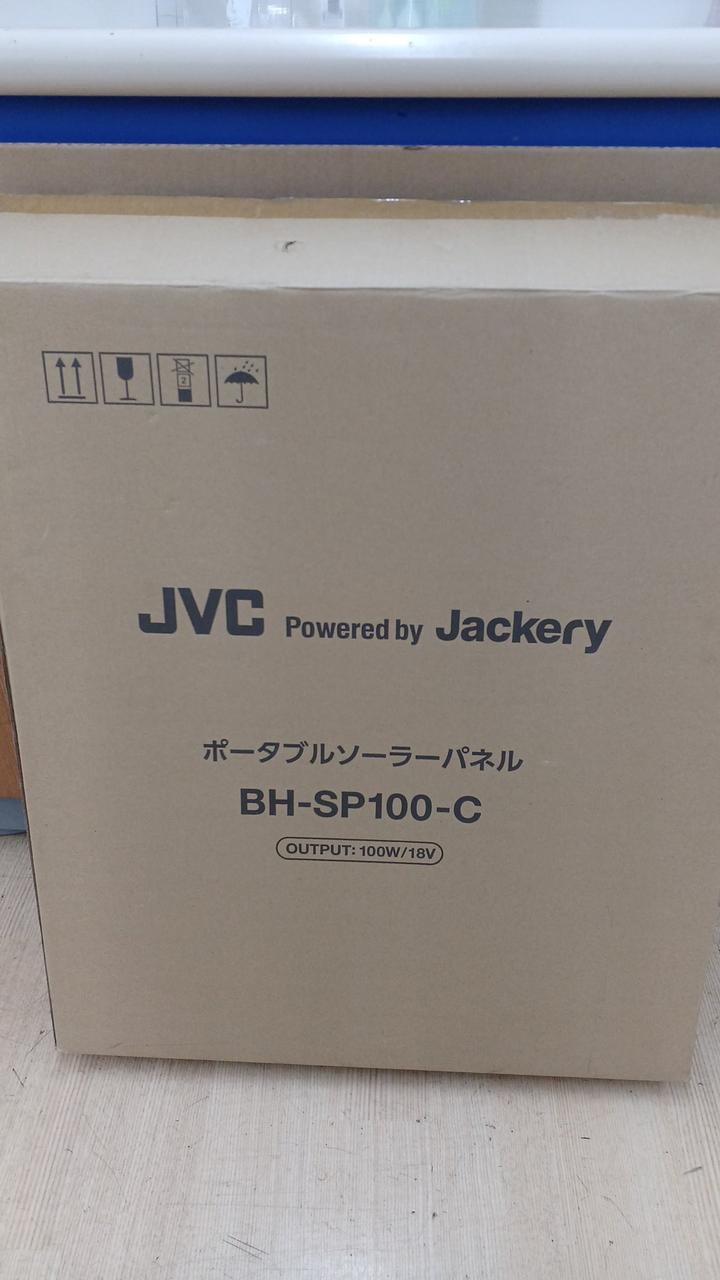 2
JVC Powered by Jackery
ポータブルソーラーパネル
BH-SP100-C
OUTPUT: 100W/18V